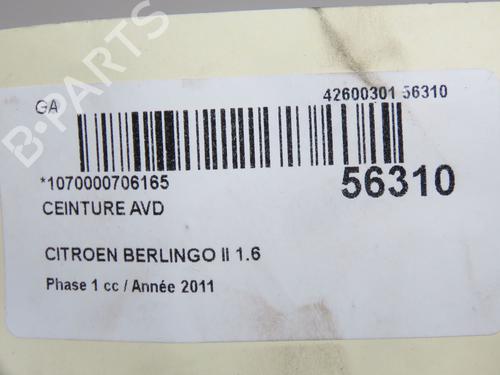 GA
42600301 56310
*1070000706165
56310
CEINTURE AVD
CITROEN BERLINGO II 1.6
Phase 1 cc / Année 2011
B-PARTS